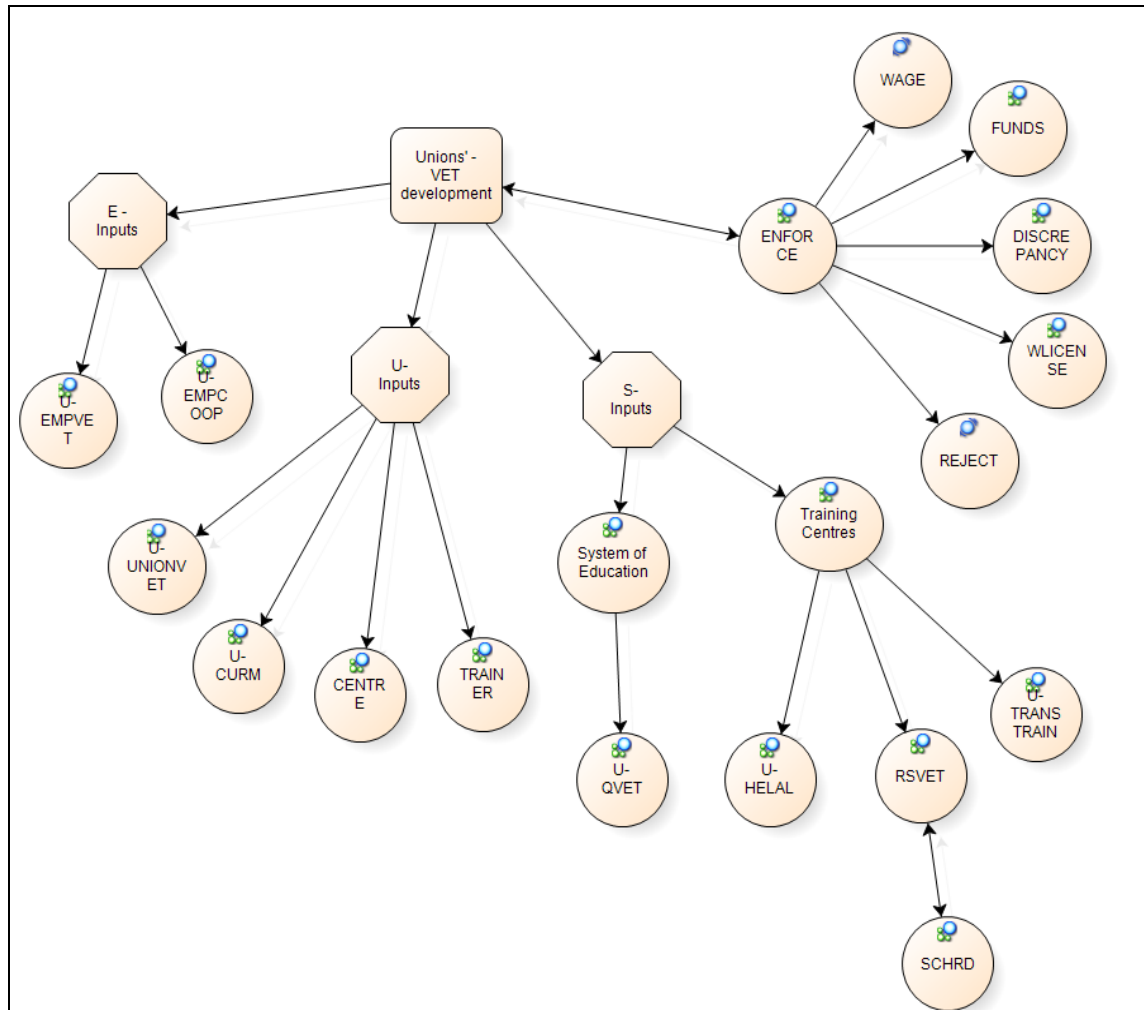 WAGE
FUNDS
Unions' -
VET
development
E -
Inputs
ENFOR
CE
DISCRE
PANCY
WLICEN
SE
U-
Inputs
S-
Inputs
U-
EMPC
OOP
U-
EMPVE
T
REJECT
Training
Centres
System of
Education
U-
UNIONV
ET
U-
CURM
CENTR
E
TRAIN
ER
U-
TRANS
TRAIN
U-
QVET
U-
HELAL
RSVET
SCHRD